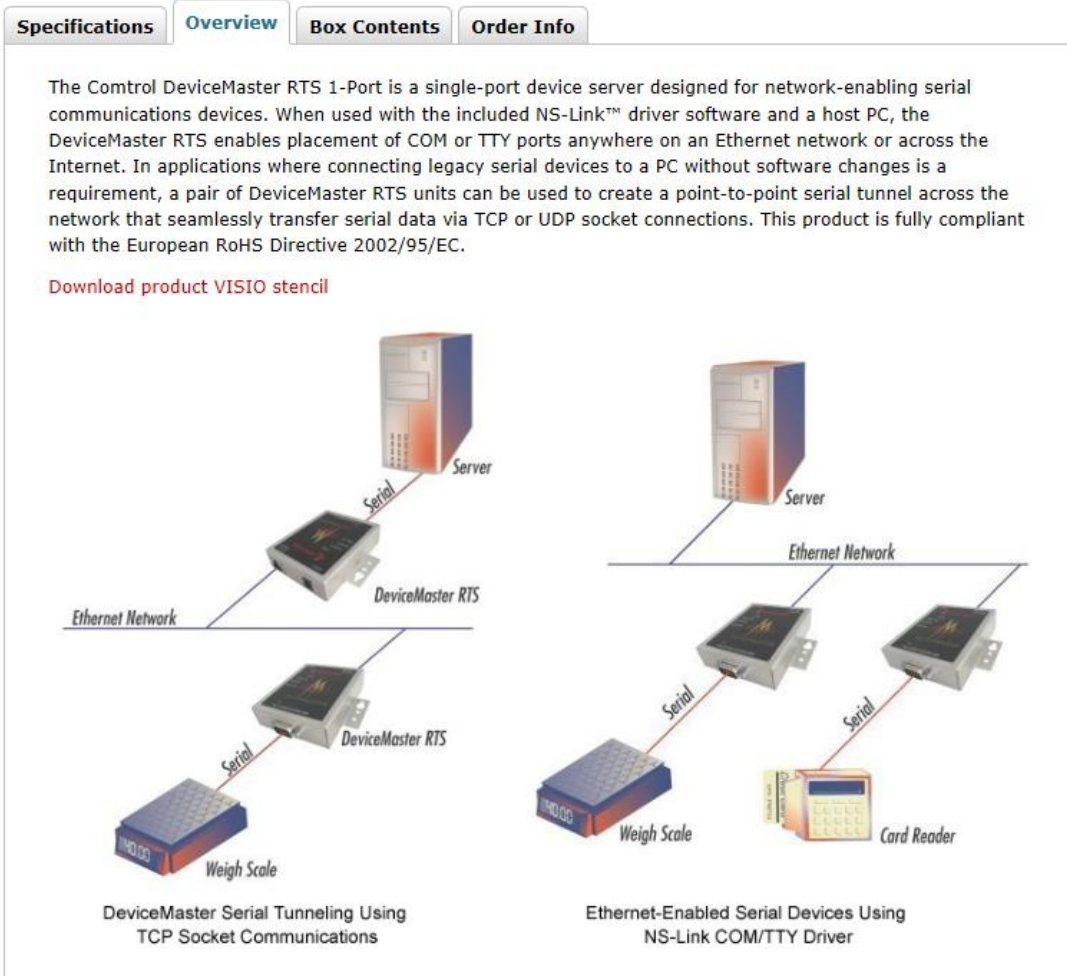 Specifications
Overview
Box Contents
Order Info
The Comtrol DeviceMaster RTS 1-Port is a single-port device server designed for network-enabling serial
communications devices. When used with the included NS-Link™ driver software and a host PC, the
DeviceMaster RTS enables placement of COM or TTY ports anywhere on an Ethernet network or across the
Internet. In applications where connecting legacy serial devices to a PC without software changes is a
requirement, a pair of DeviceMaster RTS units can be used to create a point-to-point serial tunnel across the
network that seamlessly transfer serial data via TCP or UDP socket connections. This product is fully compliant
with the European RoHS Directive 2002/95/EC.
Download product VISIO stencil
Server
Serial
DeviceMaster RTS
Ethernet Network
DeviceMaster RTS
Serial
40.00
Weigh Scale
DeviceMaster Serial Tunneling Using
TCP Socket Communications
Server
Ethernet Network
Serial
Serial
40.00
Weigh Scale
Card Reader
Ethernet-Enabled Serial Devices Using
NS-Link COM/TTY Driver